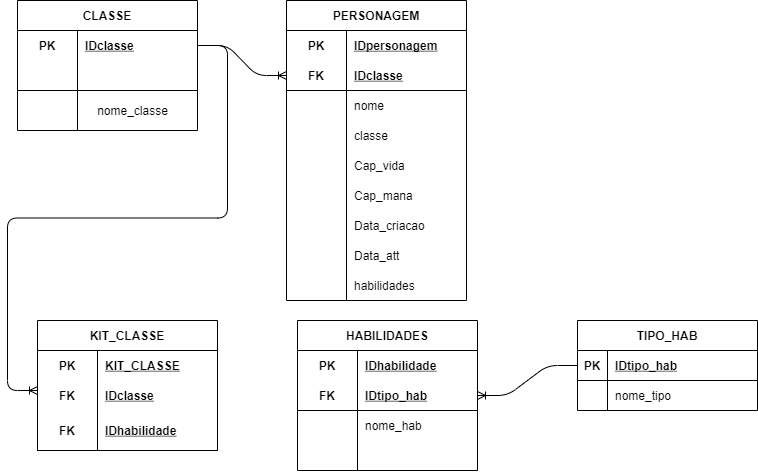 CLASSE
PK IDclasse
nome_classe
PERSONAGEM
PK IDpersonagem
FK IDclasse
nome
classe
Cap_vida
Cap_mana
Data_criacao
Data_att
habilidades
KIT_CLASSE
PK KIT_CLASSE
FK IDclasse
FK IDhabilidade
HABILIDADES
PK IDhabilidade
FK IDtipo_hab
nome_hab
TIPO_HAB
PK IDtipo_hab
nome_tipo